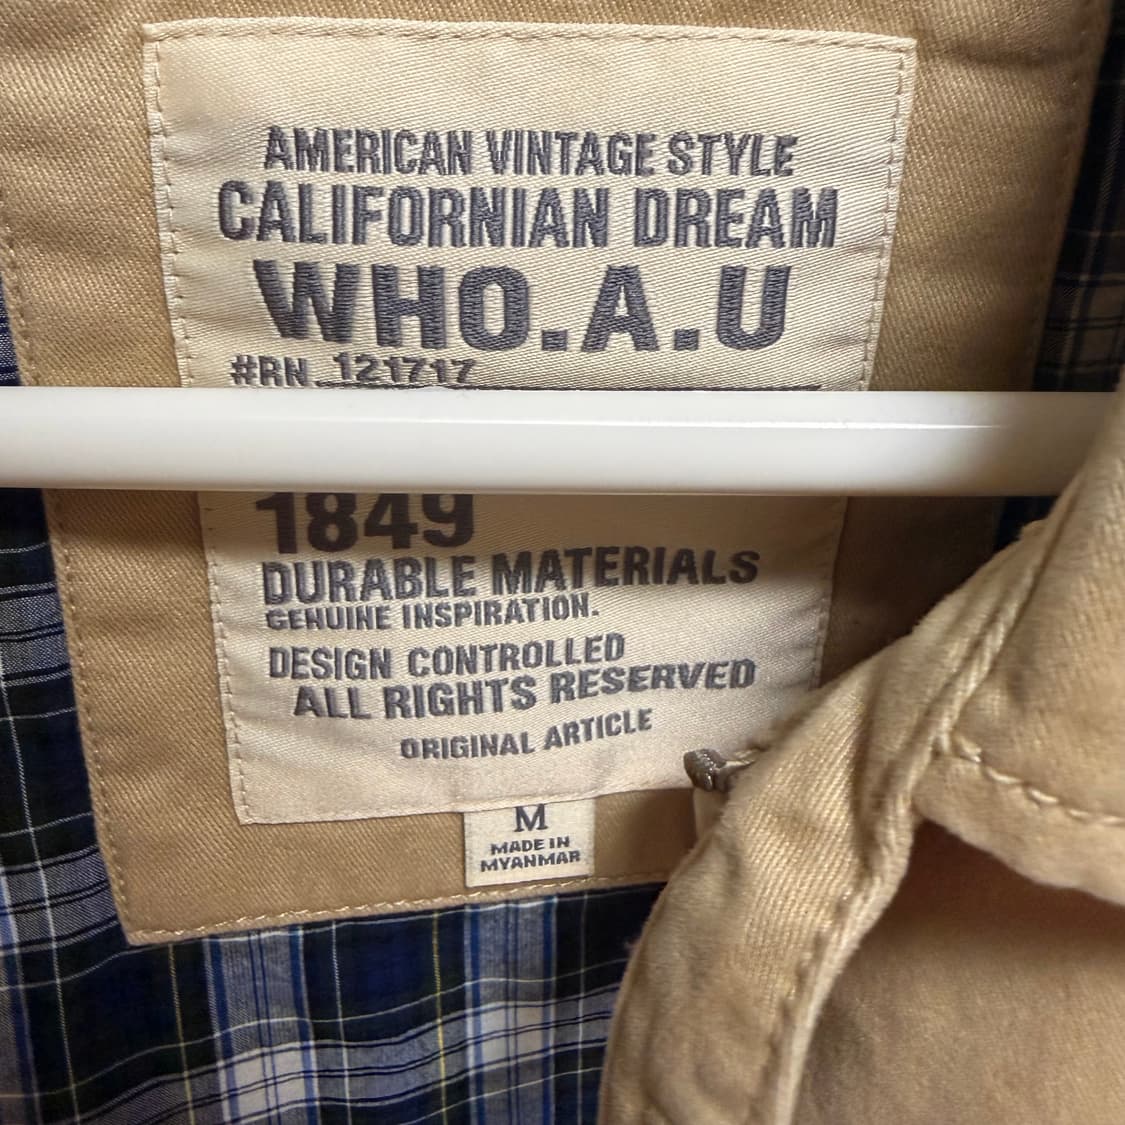 AMERICAN VINTAGE STYLE
CALIFORNIAN DREAM
WHO.A.U
#RN 121717
1849
DURABLE MATERIALS
GENUINE INSPIRATION.
DESIGN CONTROLLED
ALL RIGHTS RESERVED
ORIGINAL ARTICLE
M
MADE IN
MYANMAR